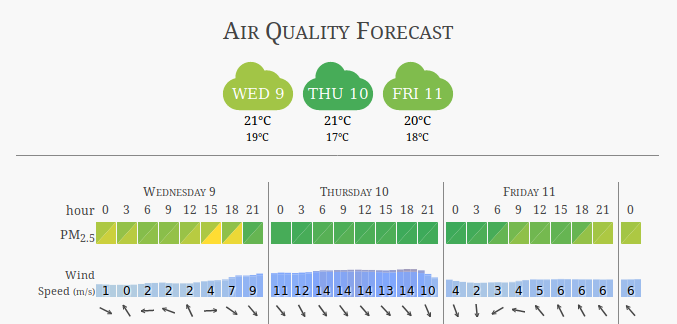 Air Quality Forecast
WED 9 THU 10 FRI 11
21°C 21°C 20°C
19°C 17°C 18°C
Wednesday 9 Thursday 10 Friday 11
hour 0 3 6 9 12 15 18 21 0 3 6 9 12 15 18 21 0 3 6 9 12 15 18 21 0
PM2.5
Wind
Speed (m/s) 1 0 2 2 2 4 7 9 11 12 14 14 14 13 14 10 4 2 3 4 5 6 6 6 6